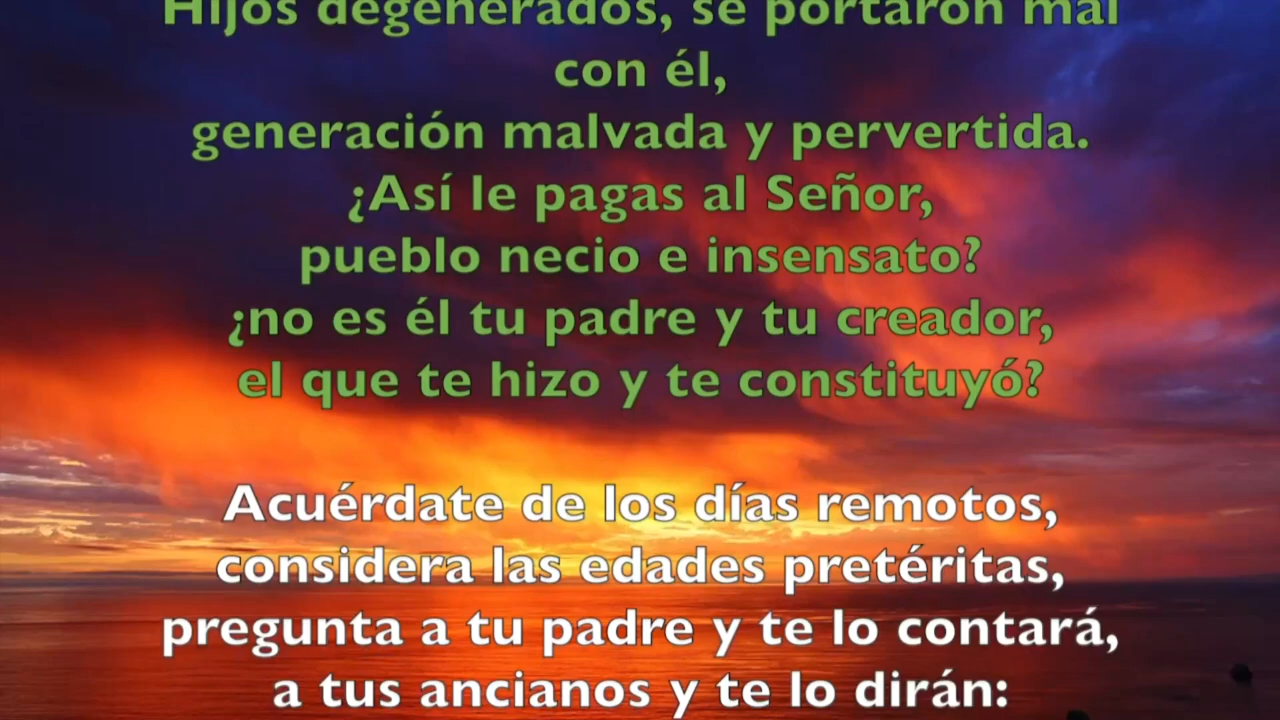 Hijos degenerados, se portaron mal
con él,
generación malvada y pervertida.
¿Así le pagas al Señor,
pueblo necio e insensato?
¿no es él tu padre y tu creador,
el que te hizo y te constituyó?
Acuérdate de los días remotos,
considera las edades pretéritas,
pregunta a tu padre y te lo contará,
a tus ancianos y te lo dirán: